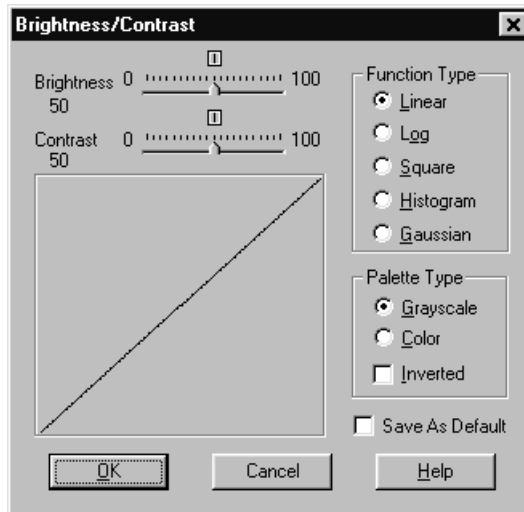 Brightness/Contrast
Brightness 0 100
50
Contrast 0 100
50
Function Type
Linear
Log
Square
Histogram
Gaussian
Palette Type
Grayscale
Color
Inverted
Save As Default
OK Cancel Help